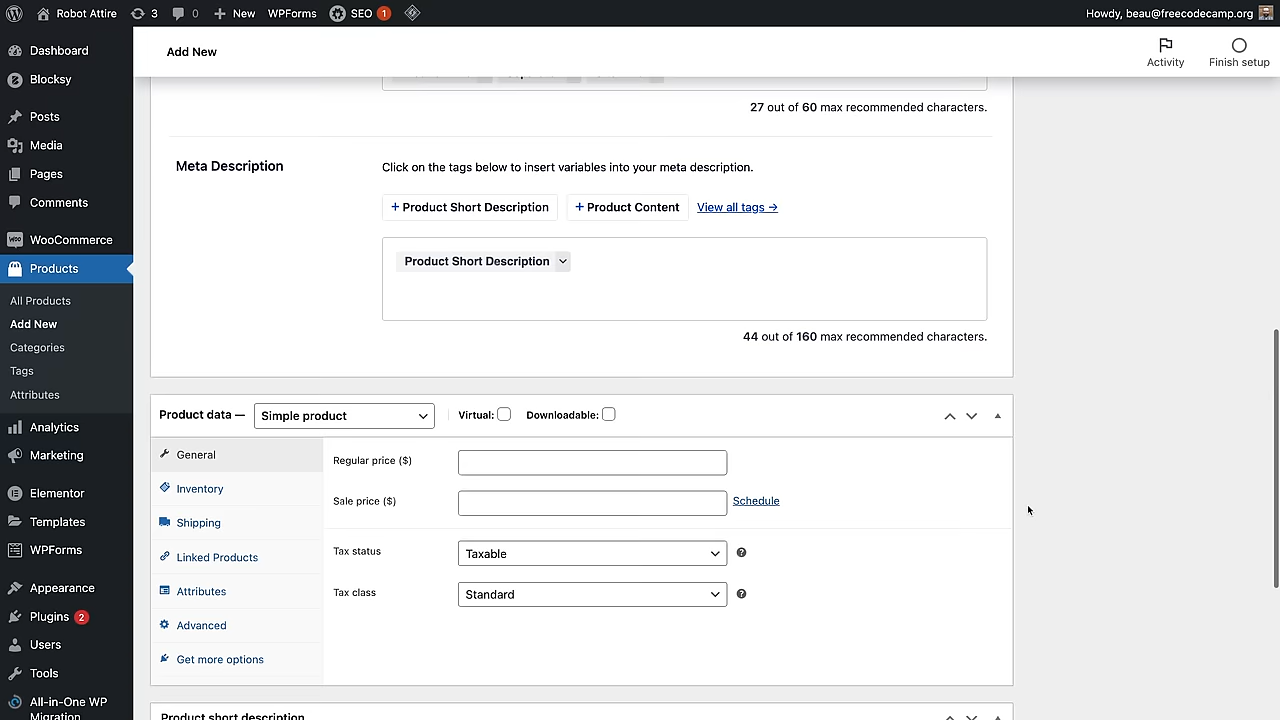 Robot Attire 3 0 New WPForms SEO 1 Howdy, beau@freecodecamp.org
Dashboard
Blocksy
Posts
Media
Pages
Comments
WooCommerce
Products
All Products
Add New
Categories
Tags
Attributes
Analytics
Marketing
Elementor
Templates
WPForms
Appearance
Plugins 2
Users
Tools
All-in-One WP
Migration
Add New
Activity
Finish setup
27 out of 60 max recommended characters.
Meta Description
Click on the tags below to insert variables into your meta description.
+ Product Short Description + Product Content View all tags →
Product Short Description
44 out of 160 max recommended characters.
Product data — Simple product Virtual: Downloadable:
General
Inventory
Shipping
Linked Products
Attributes
Advanced
Get more options
Regular price ($)
Sale price ($) Schedule
Tax status Taxable ?
Tax class Standard ?
Product short description